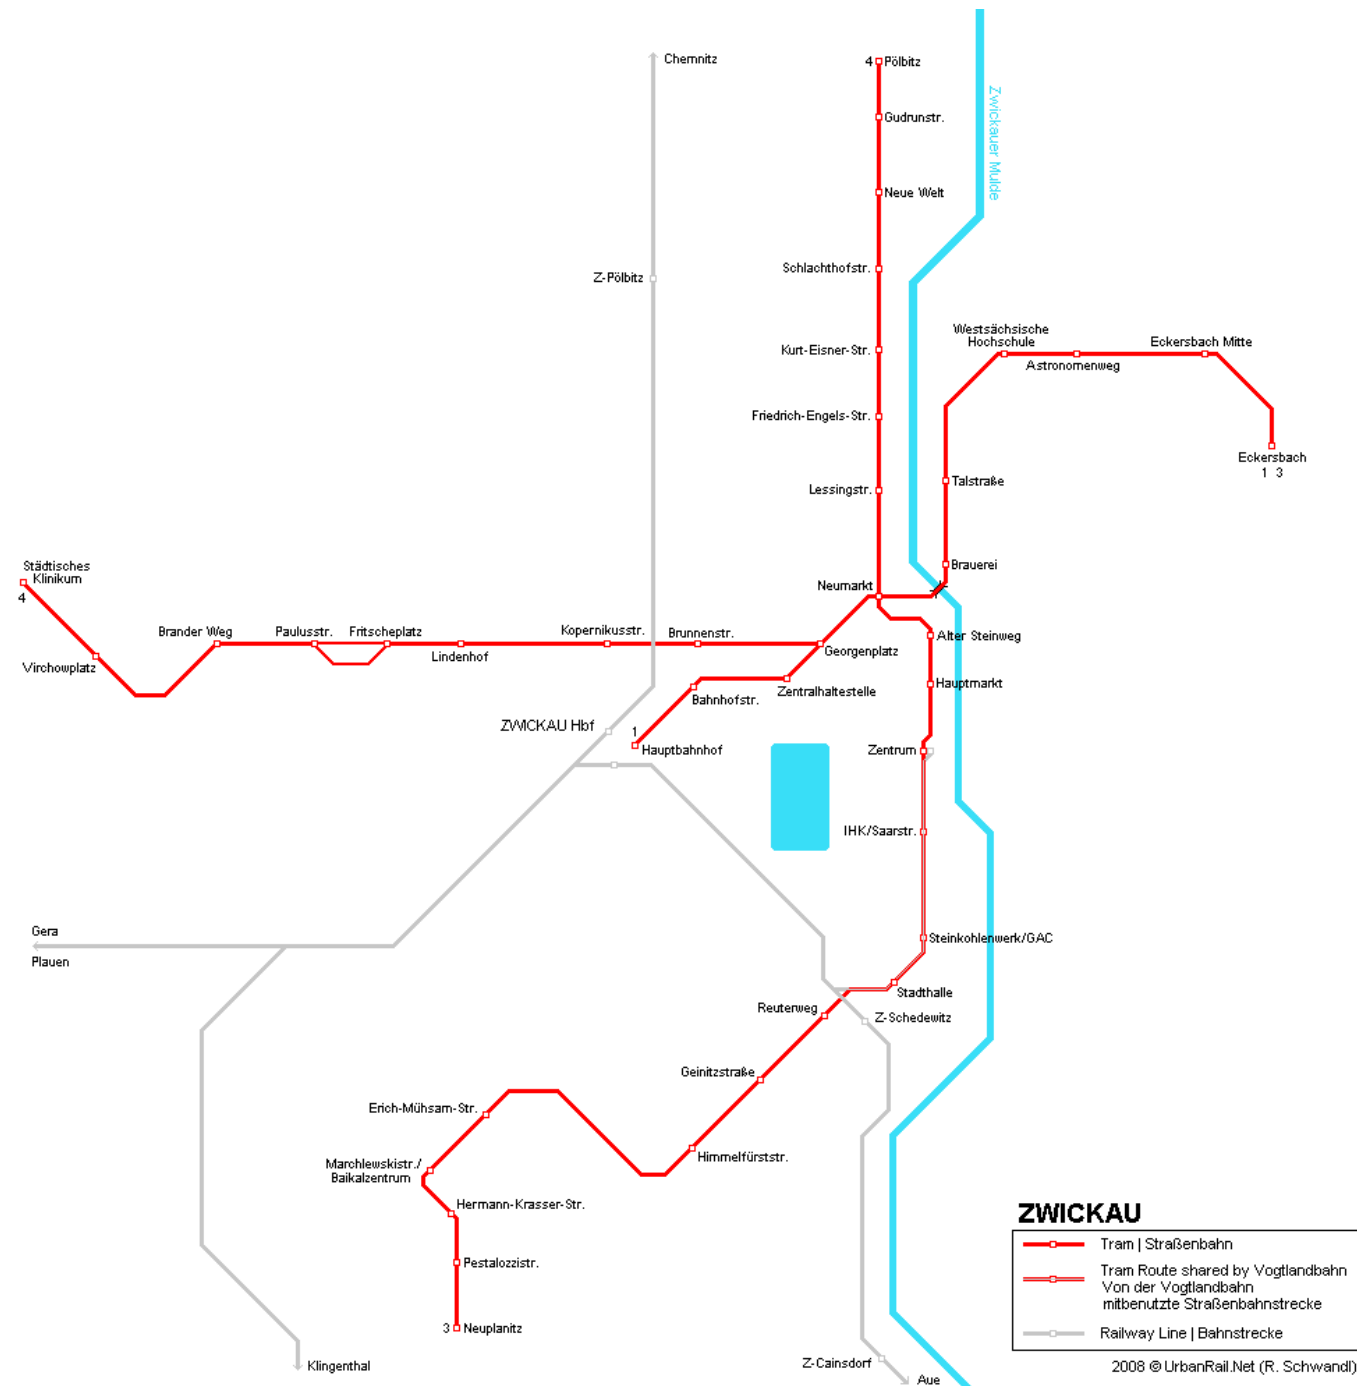 Chemnitz
4 Pölbitz
Zwickauer Mulde
Gudrunstr.
Neue Welt
Schlachthofstr.
Z-Pölbitz
Westsächsische
Hochschule
Kurt-Eisner-Str.
Eckersbach Mitte
Astronomenweg
Friedrich-Engels-Str.
Eckersbach
1 3
Lessingstr.
Talstraße
Städtisches
Klinikum
4
Brauerei
Neumarkt
Brander Weg
Paulusstr.
Fritscheplatz
Kopernikusstr.
Brunnenstr.
Alter Steinweg
Virchowplatz
Lindenhof
Georgenplatz
Hauptmarkt
Zentralhaltestelle
Bahnhofstr.
ZWICKAU Hbf
1
Hauptbahnhof
Zentrum
IHK/Saarstr.
Gera
Steinkohlenwerk/GAC
Plauen
Stadthalle
Reuterweg
Z-Schedewitz
Geinitzstraße
Erich-Mühsam-Str.
Himmelfürststr.
Marchlewskistr./
Baikalzentrum
Hermann-Krasser-Str.
Pestalozzistr.
3 Neuplanitz
Klingenthal
Z-Cainsdorf
Aue
ZWICKAU
Tram | Straßenbahn
Tram Route shared by Vogtlandbahn
Von der Vogtlandbahn
mitbenutzte Straßenbahnstrecke
Railway Line | Bahnstrecke
2008 © UrbanRail.Net (R. Schwandl)